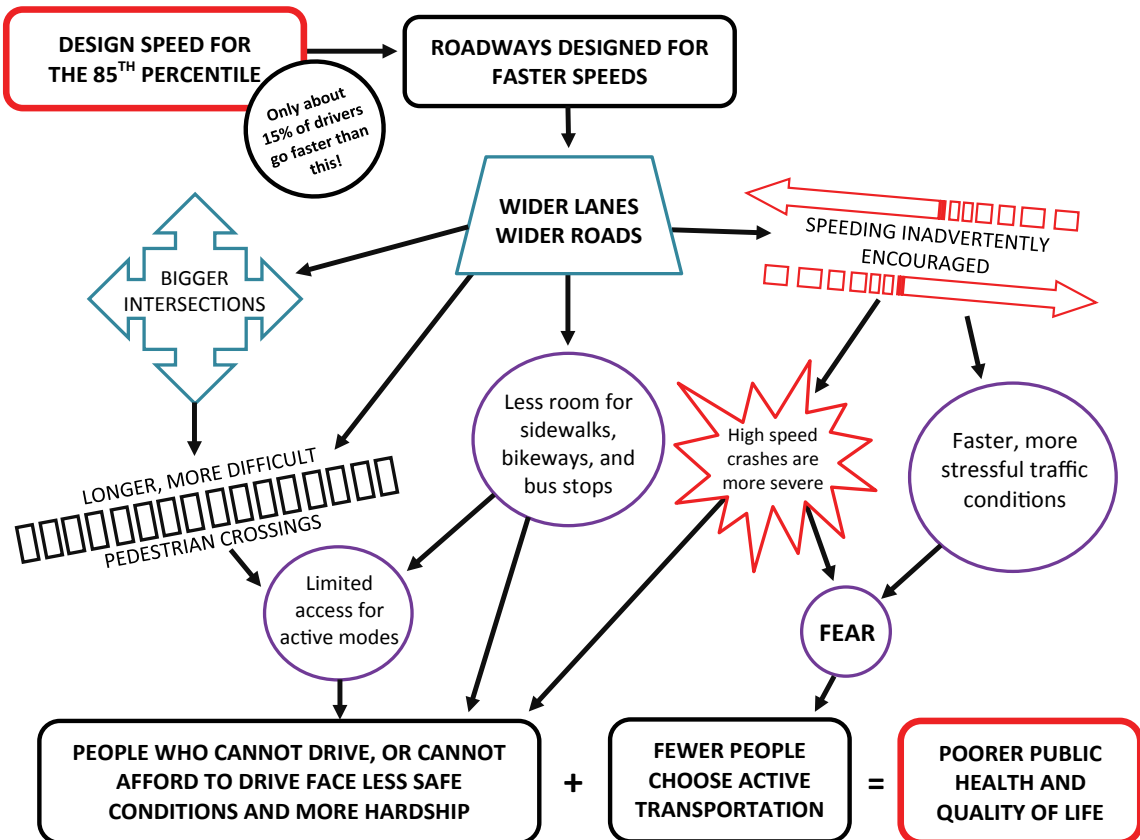 DESIGN SPEED FOR
THE 85TH PERCENTILE
Only about
15% of drivers
go faster than
this!
ROADWAYS DESIGNED FOR
FASTER SPEEDS
WIDER LANES
WIDER ROADS
BIGGER
INTERSECTIONS
SPEEDING INADVERTENTLY
ENCOURAGED
LONGER, MORE DIFFICULT
PEDESTRIAN CROSSINGS
Less room for
sidewalks,
bikeways, and
bus stops
High speed
crashes are
more severe
Faster, more
stressful traffic
conditions
Limited
access for
active modes
FEAR
PEOPLE WHO CANNOT DRIVE, OR CANNOT
AFFORD TO DRIVE FACE LESS SAFE
CONDITIONS AND MORE HARDSHIP
+
FEWER PEOPLE
CHOOSE ACTIVE
TRANSPORTATION
=
POORER PUBLIC
HEALTH AND
QUALITY OF LIFE